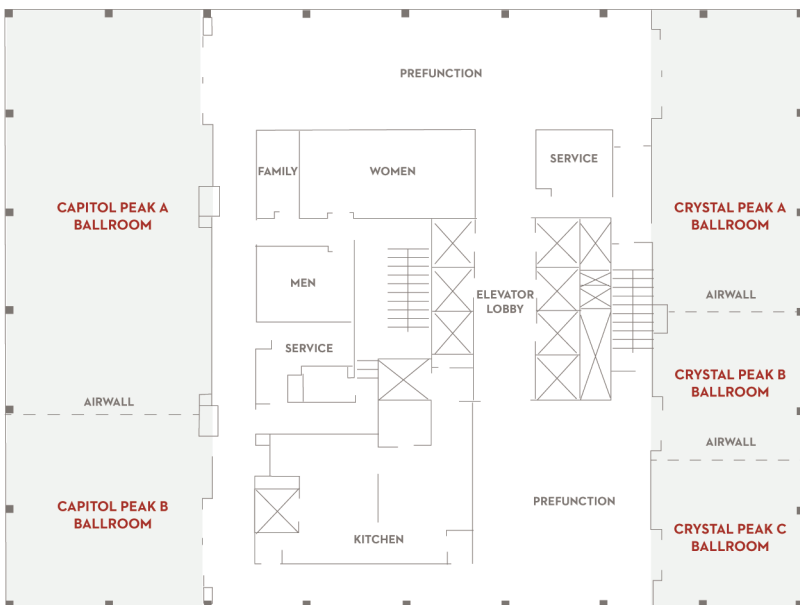 PREFUNCTION
SERVICE
FAMILY
WOMEN
CAPITOL PEAK A
BALLROOM
CRYSTAL PEAK A
BALLROOM
MEN
ELEVATOR
LOBBY
AIRWALL
SERVICE
CRYSTAL PEAK B
BALLROOM
AIRWALL
AIRWALL
CAPITOL PEAK B
BALLROOM
PREFUNCTION
KITCHEN
CRYSTAL PEAK C
BALLROOM